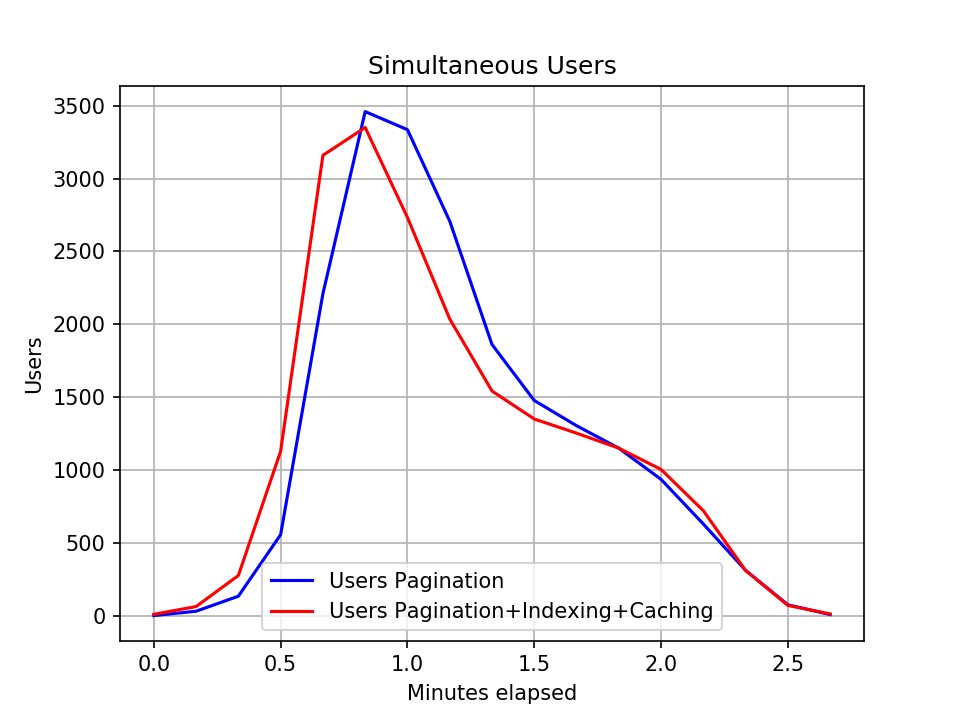 Simultaneous Users
3500
3000
2500
2000
1500
1000
500
0
Users
Users Pagination
Users Pagination+Indexing+Caching
0.0 0.5 1.0 1.5 2.0 2.5
Minutes elapsed